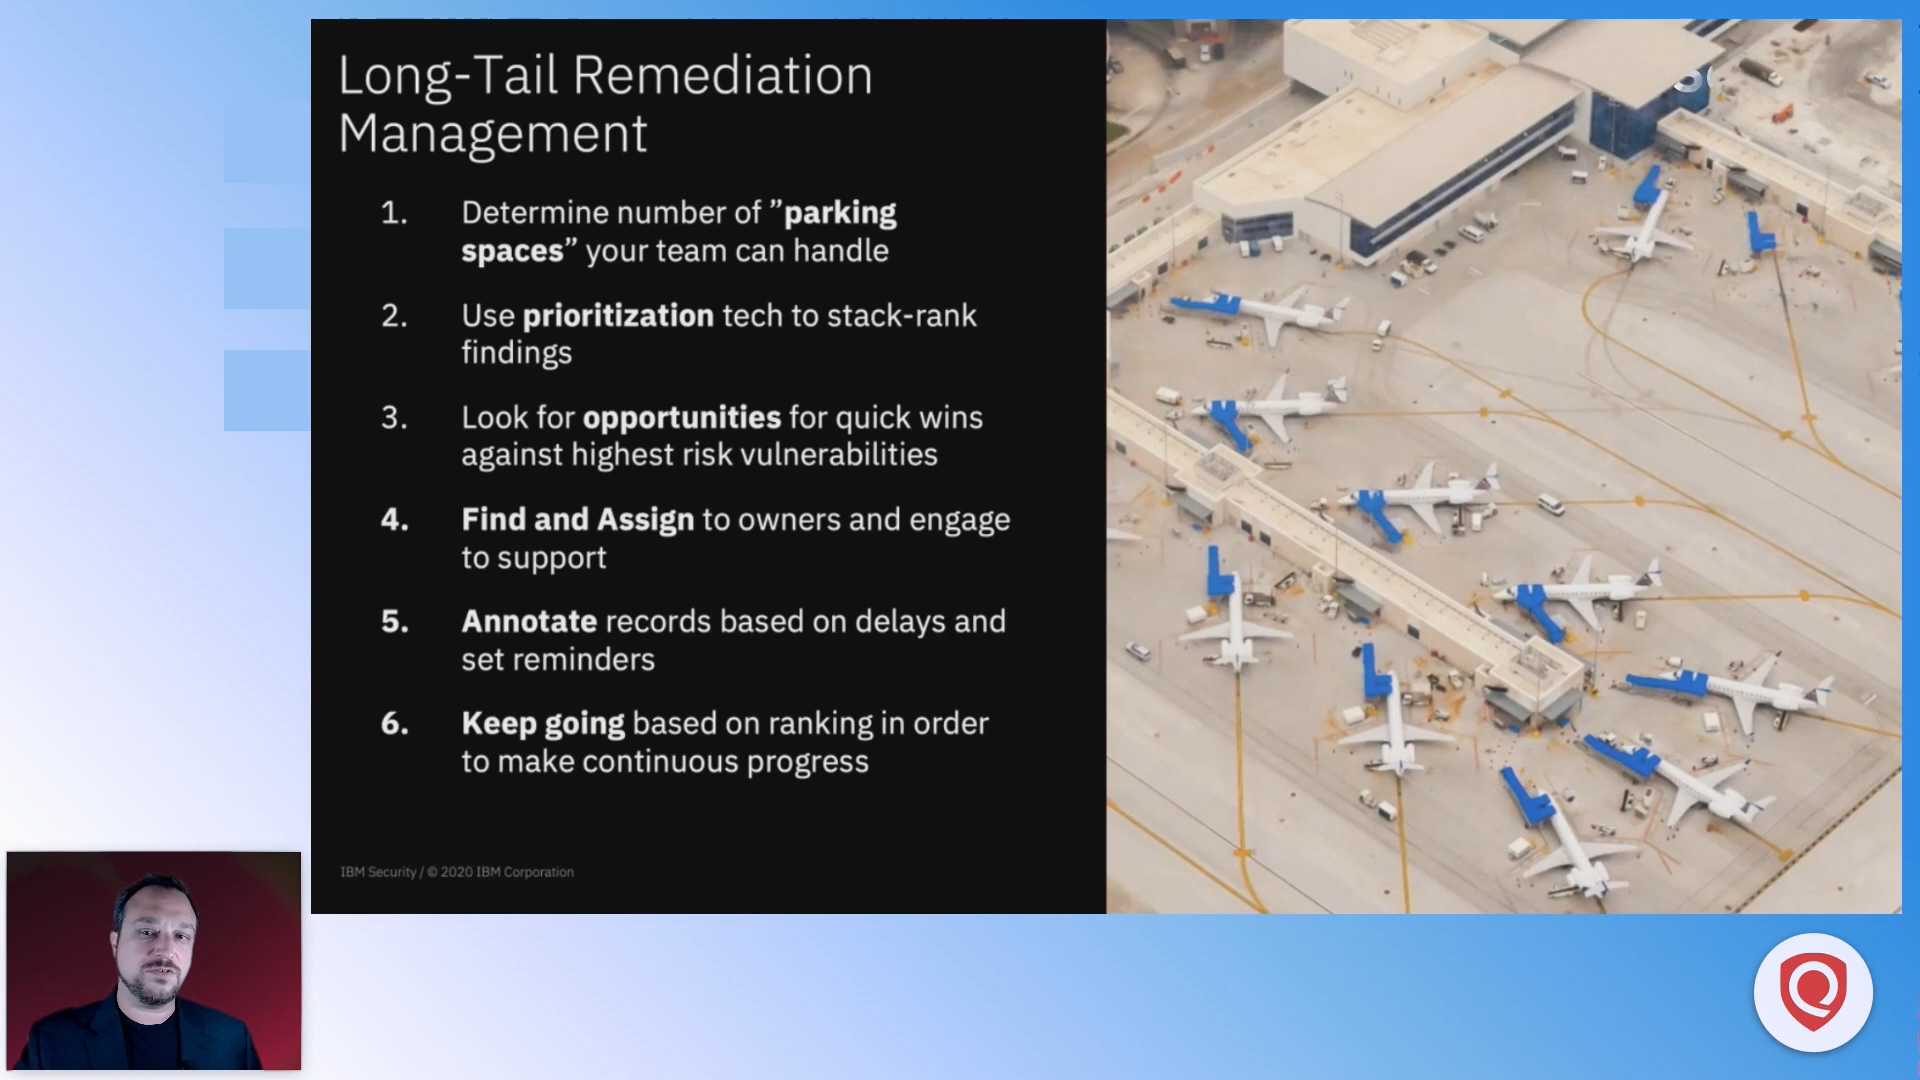 Long-Tail Remediation
Management
1. Determine number of ”parking
spaces” your team can handle
2. Use prioritization tech to stack-rank
findings
3. Look for opportunities for quick wins
against highest risk vulnerabilities
4. Find and Assign to owners and engage
to support
5. Annotate records based on delays and
set reminders
6. Keep going based on ranking in order
to make continuous progress
IBM Security / © 2020 IBM Corporation